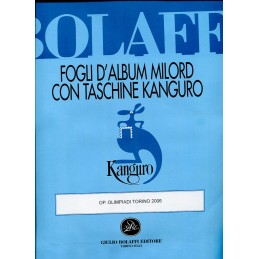 BOLAFF
FOGLI D'ALBUM MILORD
CON TASCHINE KANGURO
Kanguro
OP. OLIMPIADI TORINO 2006
GIULIO BOLAFFI EDITORE